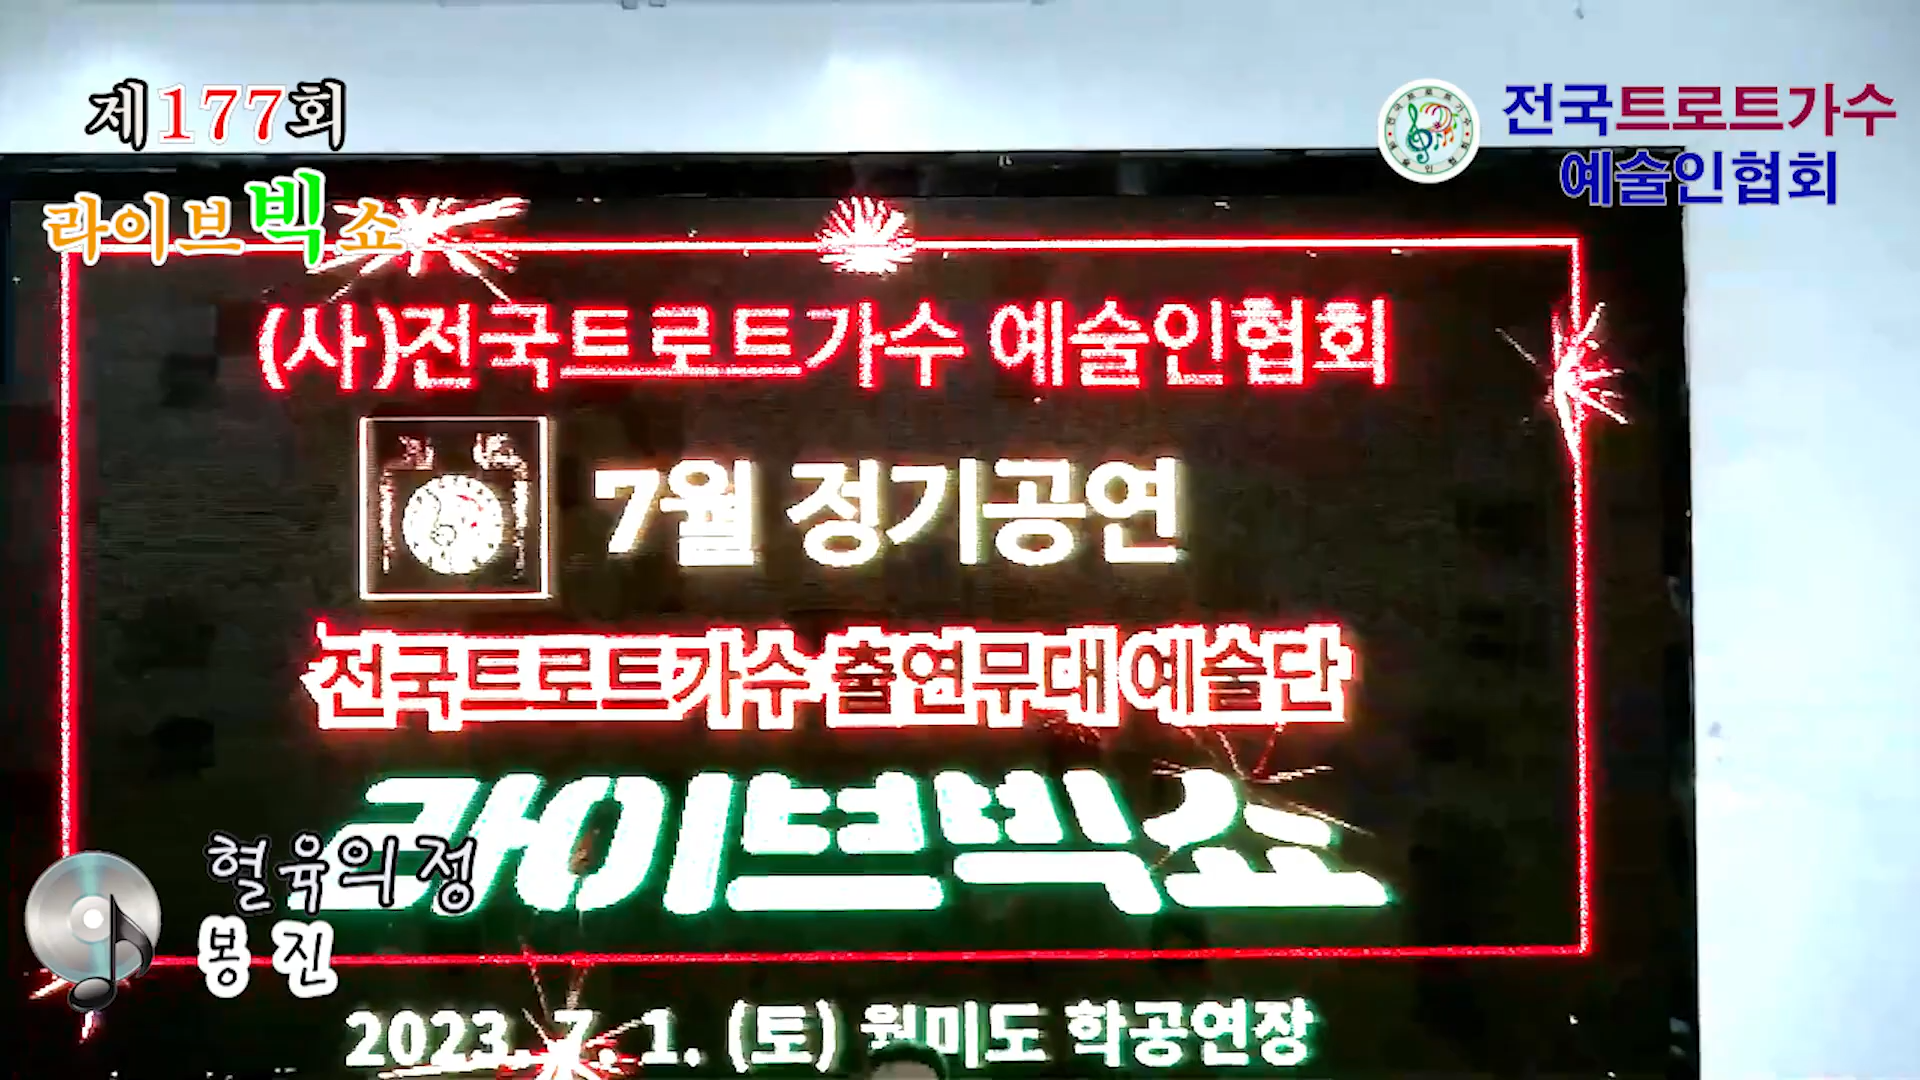 제177회
라이브빅쇼
전국트로트가수
예술인협회
(사)전국트로트가수 예술인협회
7월 정기공연
전국트로트가수 출연무대 예술단
라이브빅쇼
혈육의정
봉 진
2023. 7. 1. (토) 월미도 학공연장